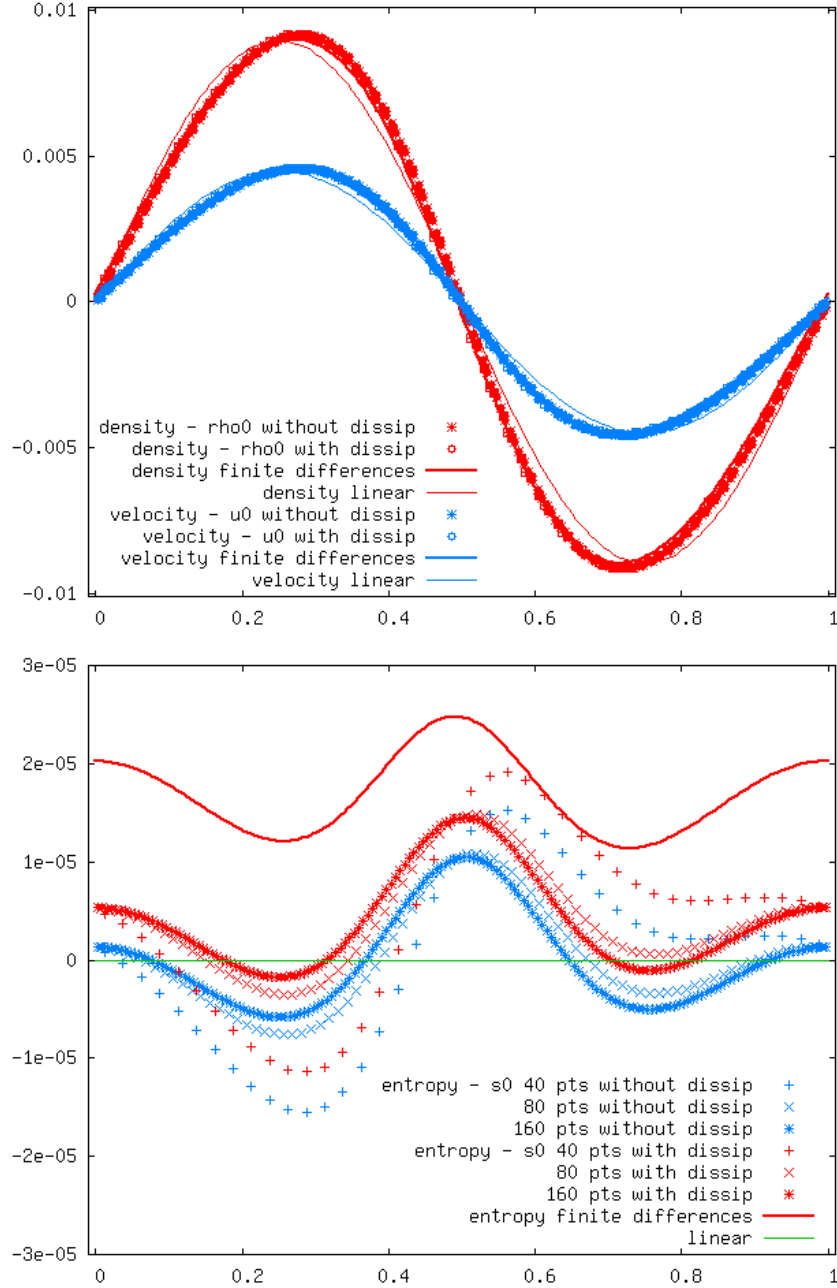 0.01
0.005
0
-0.005
-0.01
density - rho0 without dissip
density - rho0 with dissip
density finite differences
density linear
velocity - u0 without dissip
velocity - u0 with dissip
velocity finite differences
velocity linear
0 0.2 0.4 0.6 0.8 1
3e-05
2e-05
1e-05
0
-1e-05
-2e-05
-3e-05
entropy - s0 40 pts without dissip
80 pts without dissip
160 pts without dissip
entropy - s0 40 pts with dissip
80 pts with dissip
160 pts with dissip
entropy finite differences
linear
0 0.2 0.4 0.6 0.8 1